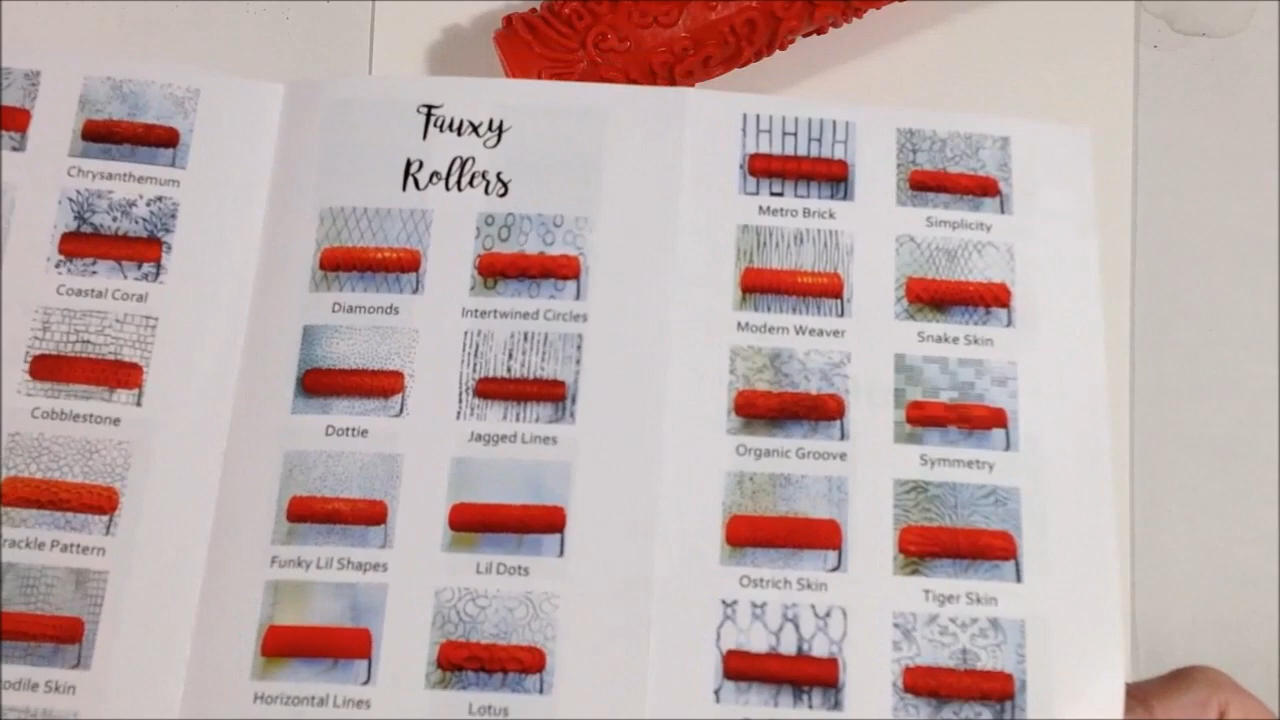 Chrysanthemum
Coastal Coral
Cobblestone
rackle Pattern
odile Skin
Fauxy
Rollers
Diamonds
Intertwined Circles
Dottie
Jagged Lines
Funky Lil Shapes
Lil Dots
Horizontal Lines
Lotus
Metro Brick
Simplicity
Modern Weaver
Snake Skin
Organic Groove
Symmetry
Ostrich Skin
Tiger Skin